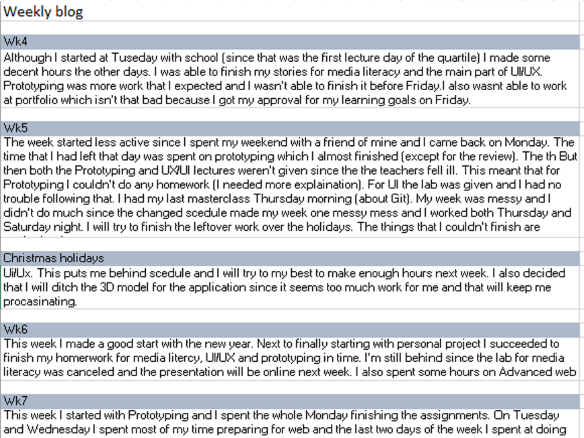 Weekly blog
Wk4
Although I started at Tuseday with school (since that was the first lecture day of the quartile) I made some
decent hours the other days. I was able to finish my stories for media literacy and the main part of UI/UX.
Prototyping was more work that I expected and I wasn't able to finish it before Friday.I also wasnt able to work
at portfolio which isn't that bad because I got my approval for my learning goals on Friday.
Wk5
The week started less active since I spent my weekend with a friend of mine and I came back on Monday. The
time that I had left that day was spent on prototyping which I almost finished (except for the review). The th But
then both the Prototyping and UX/UI lectures weren't given since the the teachers fell ill. This meant that for
Prototyping I couldn't do any homework (I needed more explaination). For UI the lab was given and I had no
trouble following that. I had my last masterclass Thursday morning (about Git). My week was messy and I
didn't do much since the changed scedule made my week one messy mess and I worked both Thursday and
Saturday night. I will try to finish the leftover work over the holidays. The things that I couldn't finish are
Christmas holidays
UI/Ux. This puts me behind scedule and I will try to my best to make enough hours next week. I also decided
that I will ditch the 3D model for the application since it seems too much work for me and that will keep me
procasinating.
Wk6
This week I made a good start with the new year. Next to finally starting with personal project I succeeded to
finish my homerwork for media litercy, UI/UX and prototyping in time. I'm still behind since the lab for media
literacy was canceled and the presentation will be online next week. I also spent some hours on Advanced web
Wk7
This week I started with Prototyping and I spent the whole Monday finishing the assignments. On Tuesday
and Wednesday I spent most of my time preparing for web and the last two days of the week I spent at doing